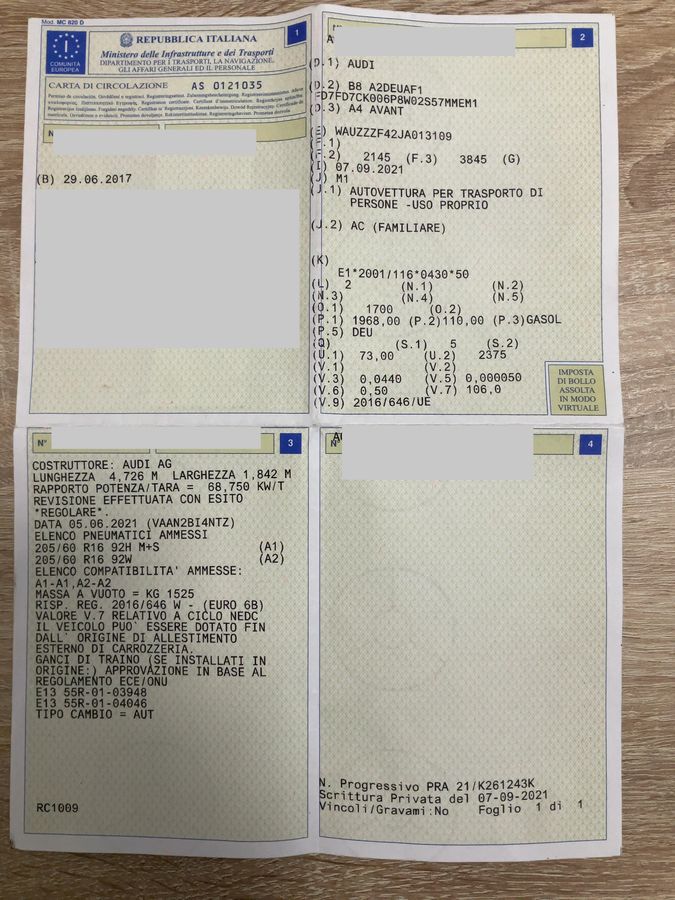 Mod. MC 820 D
REPUBBLICA ITALIANA
Ministero delle Infrastrutture e dei Trasporti
DIPARTIMENTO PER I TRASPORTI, LA NAVIGAZIONE,
GLI AFFARI GENERALI ED IL PERSONALE
I
COMUNITÀ
EUROPEA
1
CARTA DI CIRCOLAZIONE AS 0121035
N
(B) 29.06.2017
2
A
(D.1) AUDI
(D.2) B8 A2DEUAF1
FD7FD7CK006P8W02S57MMEM1
(D.3) A4 AVANT
(E) WAUZZZF42JA013109
(F.1)
(F.2) 2145 (F.3) 3845 (G)
(I) 07.09.2021
(J) M1
(J.1) AUTOVETTURA PER TRASPORTO DI
PERSONE -USO PROPRIO
(J.2) AC (FAMILIARE)
(K)
E1*2001/116*0430*50
(L) 2 (N.1) (N.2)
(N.3) (N.4) (N.5)
(O.1) 1700 (O.2)
(P.1) 1968,00 (P.2)110,00 (P.3)GASOL
(P.5) DEU
(Q) (S.1) 5 (S.2)
(U.1) 73,00 (U.2) 2375
(V.1) (V.2)
(V.3) 0,0440 (V.5) 0,000050
(V.6) 0,50 (V.7) 106,0
(V.9) 2016/646/UE
IMPOSTA
DI BOLLO
ASSOLTA
IN MODO
VIRTUALE
N° 3
COSTRUTTORE: AUDI AG
LUNGHEZZA 4,726 M LARGHEZZA 1,842 M
RAPPORTO POTENZA/TARA = 68,750 KW/T
REVISIONE EFFETTUATA CON ESITO
*REGOLARE*.
DATA 05.06.2021 (VAAN2BI4NTZ)
ELENCO PNEUMATICI AMMESSI
205/60 R16 92H M+S (A1)
205/60 R16 92W (A2)
ELENCO COMPATIBILITA` AMMESSE:
A1-A1,A2-A2
MASSA A VUOTO = KG 1525
RISP. REG. 2016/646 W - (EURO 6B)
VALORE V.7 RELATIVO A CICLO NEDC
IL VEICOLO PUO` ESSERE DOTATO FIN
DALL` ORIGINE DI ALLESTIMENTO
ESTERNO DI CARROZZERIA.
GANCI DI TRAINO (SE INSTALLATI IN
ORIGINE:) APPROVAZIONE IN BASE AL
REGOLAMENTO ECE/ONU
E13 55R-01-03948
E13 55R-01-04046
TIPO CAMBIO = AUT
RC1009
4
N. Progressivo PRA 21/K261243K
Scrittura Privata del 07-09-2021
Vincoli/Gravami:No Foglio 1 di 1